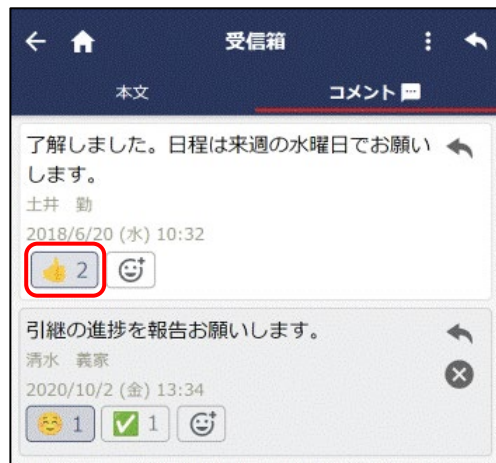 受信箱
本文
コメント
了解しました。日程は来週の水曜日でお願い
します。
土井 勤
2018/6/20 (水) 10:32
👍 2
引継の進捗を報告お願いします。
清水 義家
2020/10/2 (金) 13:34
☺️ 1 ✅ 1